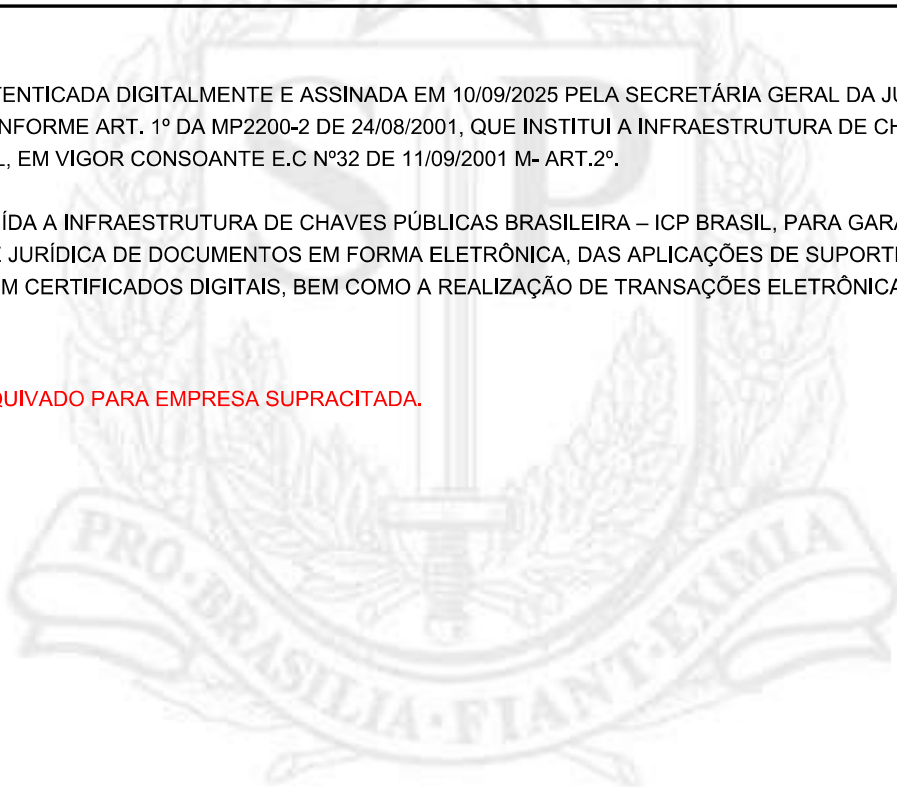 TENTICADA DIGITALMENTE E ASSINADA EM 10/09/2025 PELA SECRETÁRIA GERAL DA JU
NFORME ART. 1º DA MP2200-2 DE 24/08/2001, QUE INSTITUI A INFRAESTRUTURA DE CH
L, EM VIGOR CONSOANTE E.C Nº32 DE 11/09/2001 M- ART.2º.
ÍDA A INFRAESTRUTURA DE CHAVES PÚBLICAS BRASILEIRA – ICP BRASIL, PARA GARA
E JURÍDICA DE DOCUMENTOS EM FORMA ELETRÔNICA, DAS APLICAÇÕES DE SUPORTE
M CERTIFICADOS DIGITAIS, BEM COMO A REALIZAÇÃO DE TRANSAÇÕES ELETRÔNICA
QUIVADO PARA EMPRESA SUPRACITADA.
SP
PRO·BRASILIA·FIANT·EXIMIA